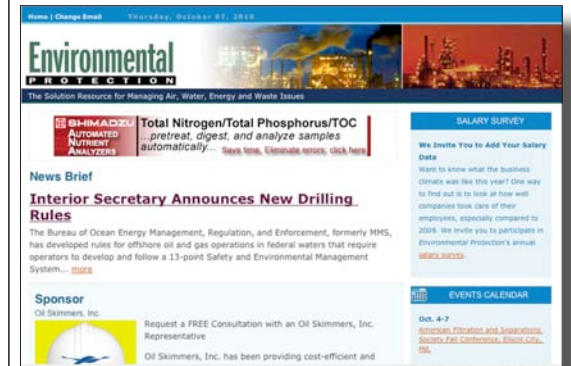 Home | Change Email Thursday, October 07, 2010
Environmental
PROTECTION
The Solution Resource for Managing Air, Water, Energy and Waste Issues
SHIMADZU
AUTOMATED
NUTRIENT
ANALYZERS
Total Nitrogen/Total Phosphorus/TOC
...pretreat, digest, and analyze samples
automatically... Save time, Eliminate errors: click here
News Brief
Interior Secretary Announces New Drilling
Rules
The Bureau of Ocean Energy Management, Regulation, and Enforcement, formerly MMS,
has developed rules for offshore oil and gas operations in federal waters that require
operators to develop and follow a 13-point Safety and Environmental Management
System... more
Sponsor
Oil Skimmers, Inc.
Request a FREE Consultation with an Oil Skimmers, Inc.
Representative
Oil Skimmers, Inc. has been providing cost-efficient and
SALARY SURVEY
We Invite You to Add Your Salary
Data
Want to know what the business
climate was like this year? One way
to find out is to look at how well
companies took care of their
employees, especially compared to
2009. We invite you to participate in
Environmental Protection's annual
salary survey.
EVENTS CALENDAR
Oct. 4-7
American Filtration and Separations
Society Fall Conference, Ellicot City,
Md.